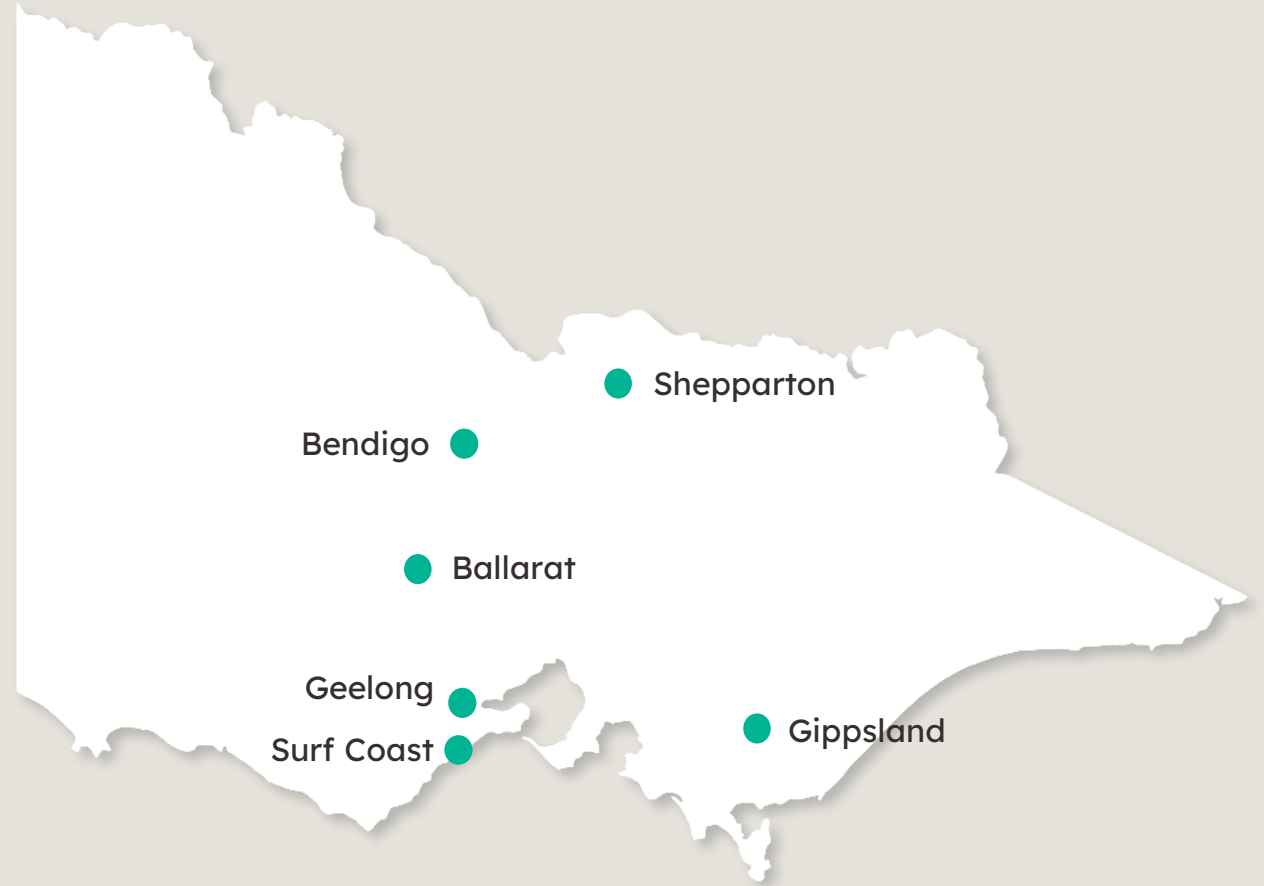 Shepparton
Bendigo
Ballarat
Geelong
Gippsland
Surf Coast